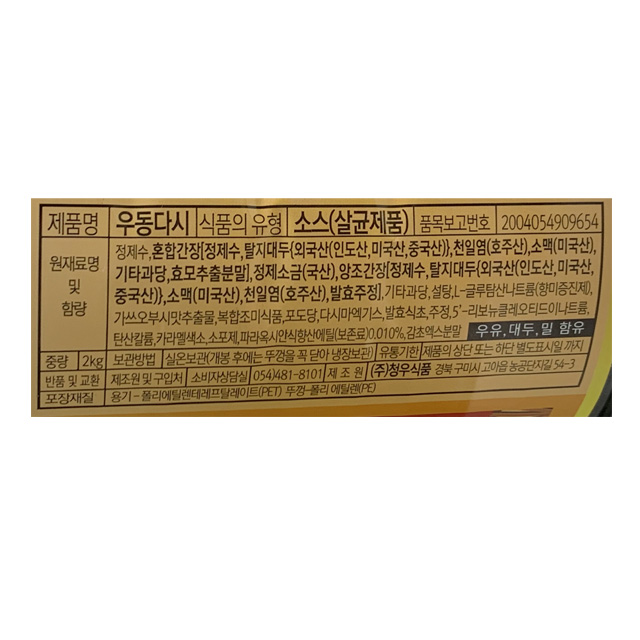 제품명 우동다시 식품의 유형 소스(살균제품) 품목보고번호 2004054909654
원재료명 및 함량
정제수,혼합간장[정제수,탈지대두{외국산(인도산,미국산,중국산)},천일염(호주산),소맥(미국산),
기타과당,효모추출분말],정제소금(국산),양조간장[정제수,탈지대두{외국산(인도산,미국산,
중국산)},소맥(미국산),천일염(호주산),발효주정],기타과당,설탕,L-글루탐산나트륨(향미증진제),
가쓰오부시맛추출물,복합조미식품,포도당,다시마엑기스,발효식초,주정,5'-리보뉴클레오티드이나트륨,
탄산칼륨,카라멜색소,소포제,파라옥시안식향산에틸(보존료)0.010%,감초엑스분말 우유,대두,밀 함유
중량 2kg 보관방법 실온보관(개봉 후에는 뚜껑을 꼭 닫아 냉장보관) 유통기한 제품의 상단 또는 하단 별도표시일 까지
반품 및 교환 제조원 및 구입처 소비자상담실 054)481-8101 제 조 원 (주)청우식품 경북 구미시 고아읍 농공단지길 54-3
포장재질 용기-폴리에틸렌테레프탈레이트(PET) 뚜껑-폴리 에틸렌(PE)